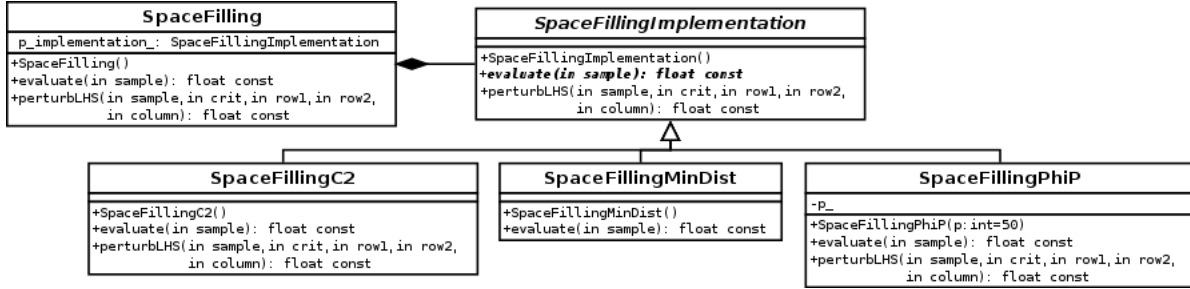 SpaceFilling
p_implementation_: SpaceFillingImplementation
+SpaceFilling()
+evaluate(in sample): float const
+perturbLHS(in sample,in crit,in row1,in row2,
in column): float const
SpaceFillingImplementation
+SpaceFillingImplementation()
+evaluate(in sample): float const
+perturbLHS(in sample,in crit,in row1,in row2,
in column): float const
SpaceFillingC2
+SpaceFillingC2()
+evaluate(in sample): float const
+perturbLHS(in sample,in crit,in row1,in row2,
in column): float const
SpaceFillingMinDist
+SpaceFillingMinDist()
+evaluate(in sample): float const
SpaceFillingPhiP
-p_
+SpaceFillingPhiP(p:int=50)
+evaluate(in sample): float const
+perturbLHS(in sample,in crit,in row1,in row2,
in column): float const